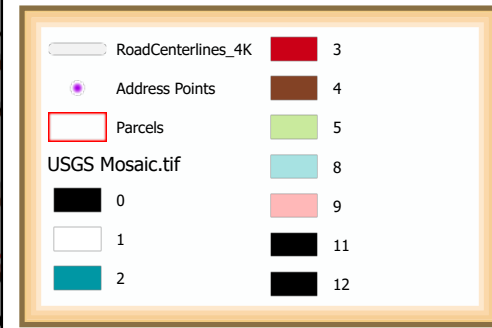 RoadCenterlines_4K
Address Points
Parcels
USGS Mosaic.tif
0
1
2
3
4
5
8
9
11
12